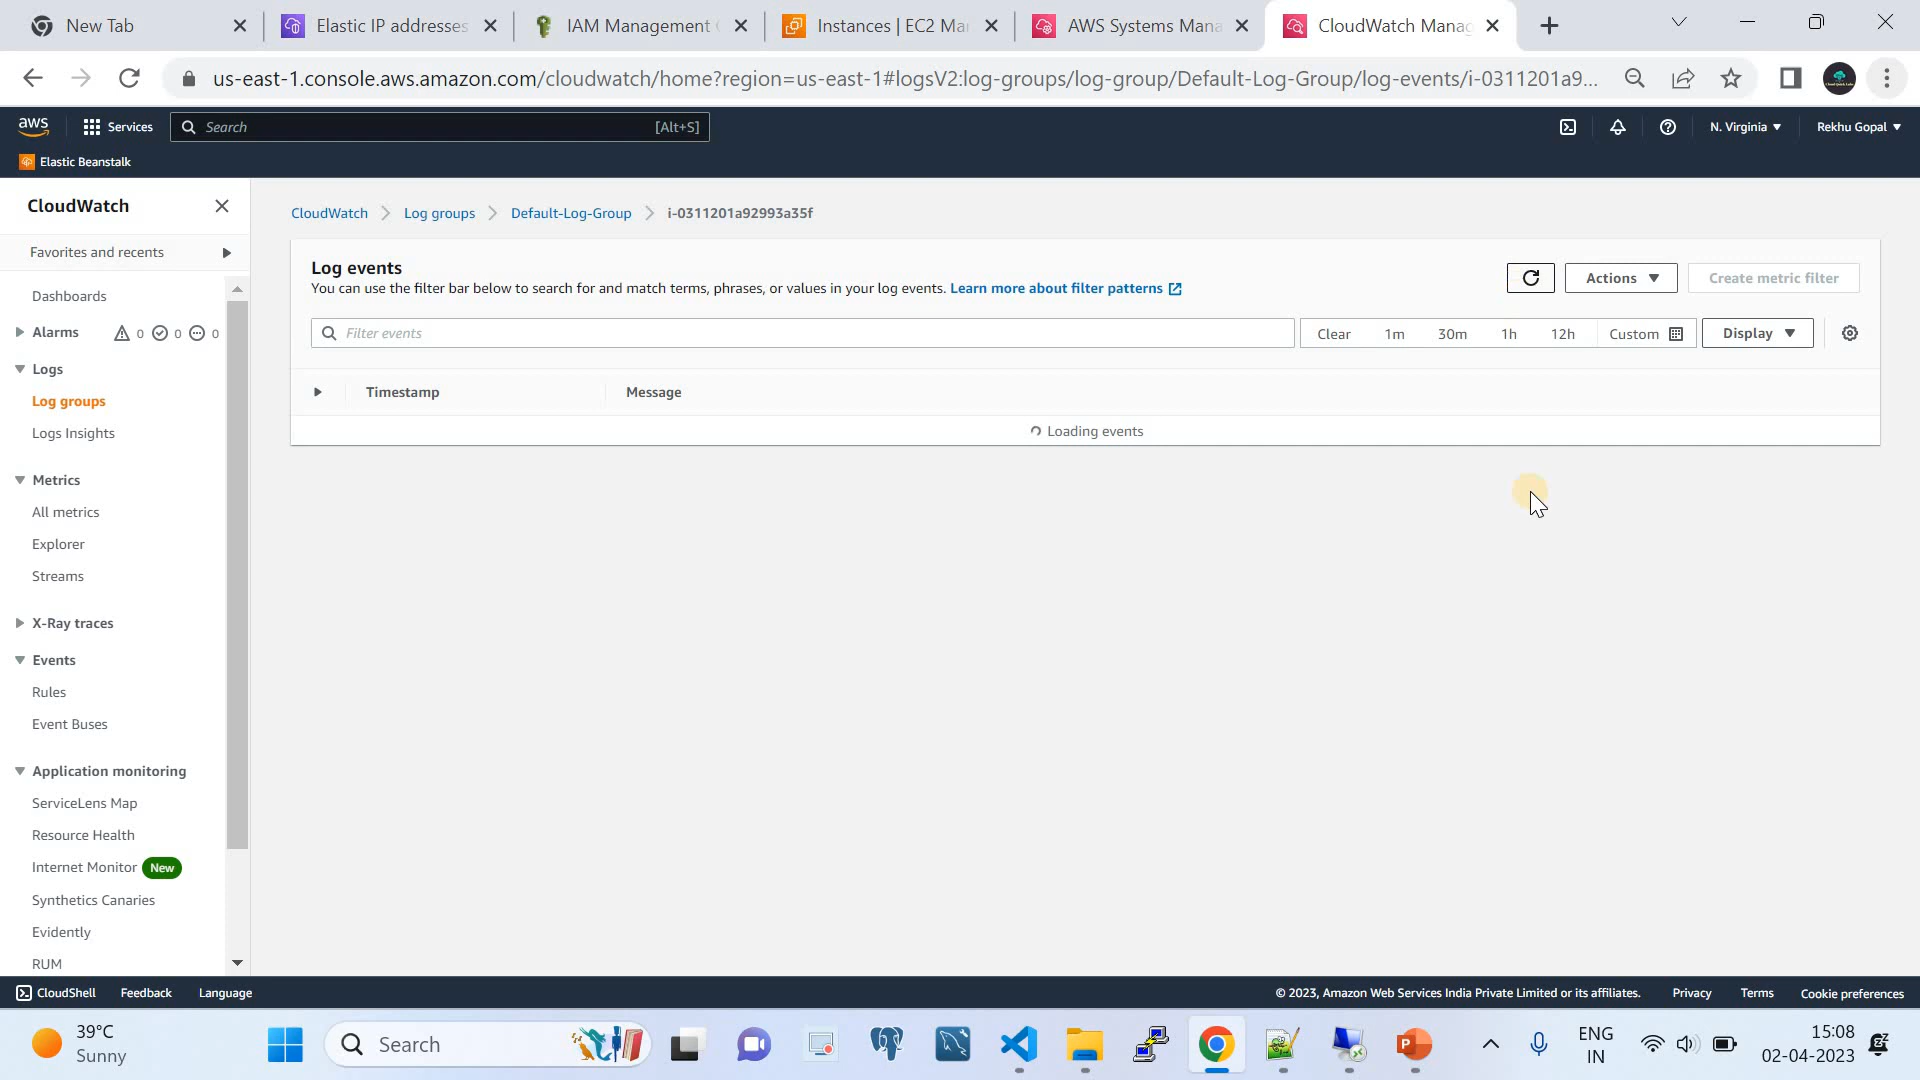 New Tab
Elastic IP addresses
IAM Management
Instances | EC2 Ma
AWS Systems Mana
CloudWatch Manag
us-east-1.console.aws.amazon.com/cloudwatch/home?region=us-east-1#logsV2:log-groups/log-group/Default-Log-Group/log-events/i-0311201a9...
aws
Services
Search
[Alt+S]
N. Virginia
Rekhu Gopal
Elastic Beanstalk
CloudWatch
Favorites and recents
Dashboards
Alarms 0 0 0
Logs
Log groups
Logs Insights
Metrics
All metrics
Explorer
Streams
X-Ray traces
Events
Rules
Event Buses
Application monitoring
ServiceLens Map
Resource Health
Internet Monitor New
Synthetics Canaries
Evidently
RUM
CloudWatch > Log groups > Default-Log-Group > i-0311201a92993a35f
Log events
You can use the filter bar below to search for and match terms, phrases, or values in your log events. Learn more about filter patterns
Actions
Create metric filter
Filter events
Clear 1m 30m 1h 12h Custom
Display
Timestamp Message
Loading events
CloudShell Feedback Language
© 2023, Amazon Web Services India Private Limited or its affiliates. Privacy Terms Cookie preferences
39°C
Sunny
Search
ENG
IN
15:08
02-04-2023